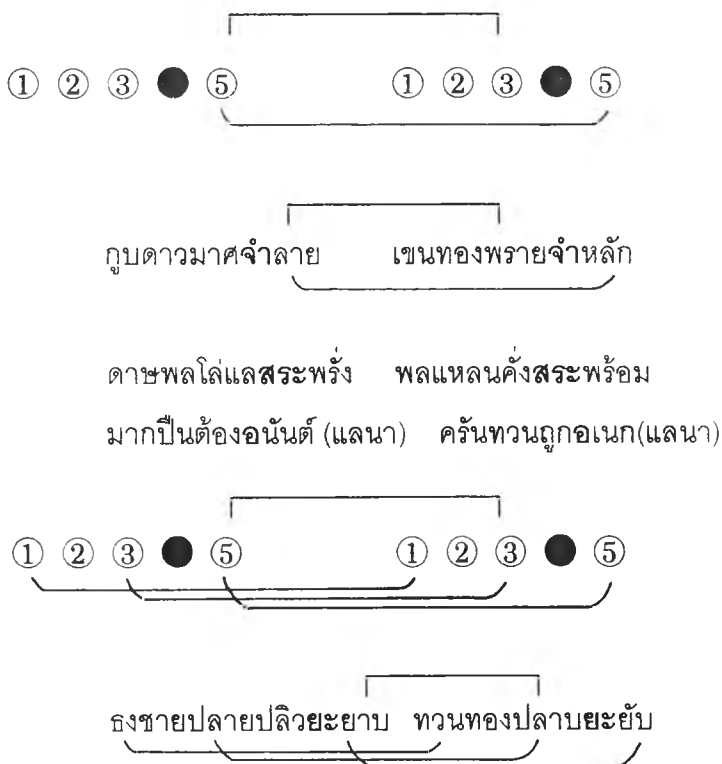 ① ② ③ ● ⑤ ① ② ③ ● ⑤
กูบดาวมาศจำลาย เขนทองพรายจำหลัก
ดาษพลโล่แลสระพรั่ง พลแหลนคั่งสระพร้อม
มากปืนต้องอนันต์ (แลนา) ครันทวนถูกอเนก(แลนา)
① ② ③ ● ⑤ ① ② ③ ● ⑤
ธงชายปลายปลิวยะยาบ ทวนทองปลาบยะยับ